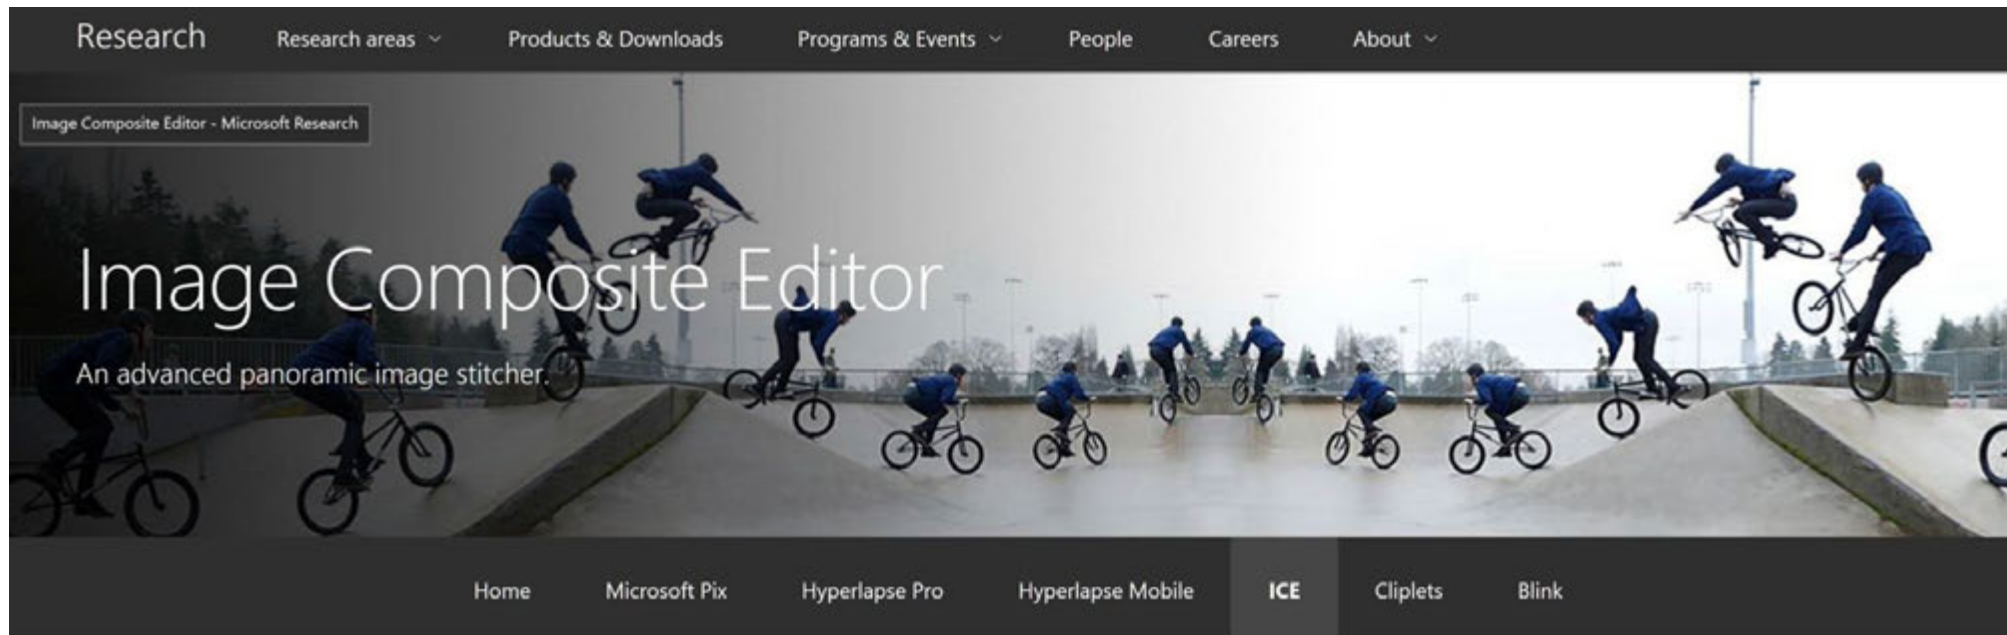 Research Research areas Products & Downloads Programs & Events People Careers About
Image Composite Editor - Microsoft Research
Image Composite Editor
An advanced panoramic image stitcher.
Home Microsoft Pix Hyperlapse Pro Hyperlapse Mobile ICE Cliplets Blink